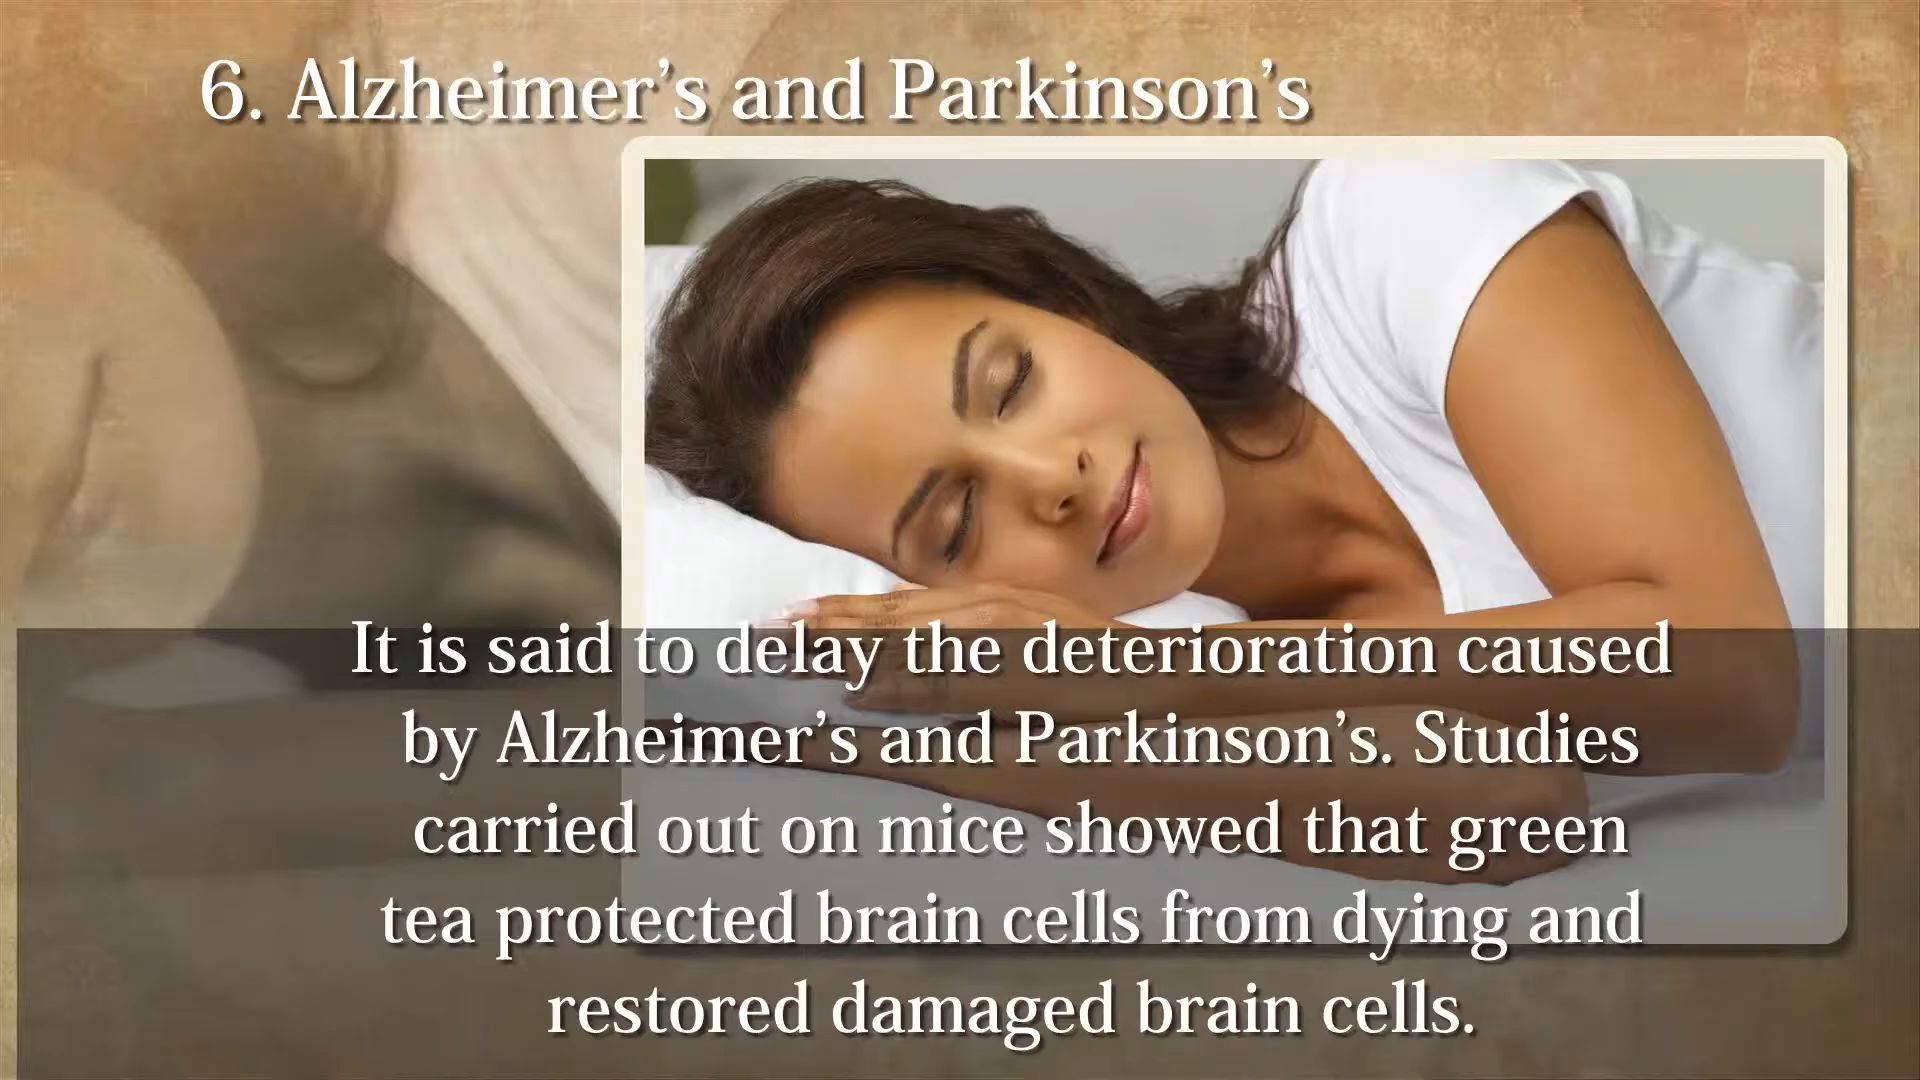 6. Alzheimer’s and Parkinson’s
It is said to delay the deterioration caused
by Alzheimer’s and Parkinson’s. Studies
carried out on mice showed that green
tea protected brain cells from dying and
restored damaged brain cells.